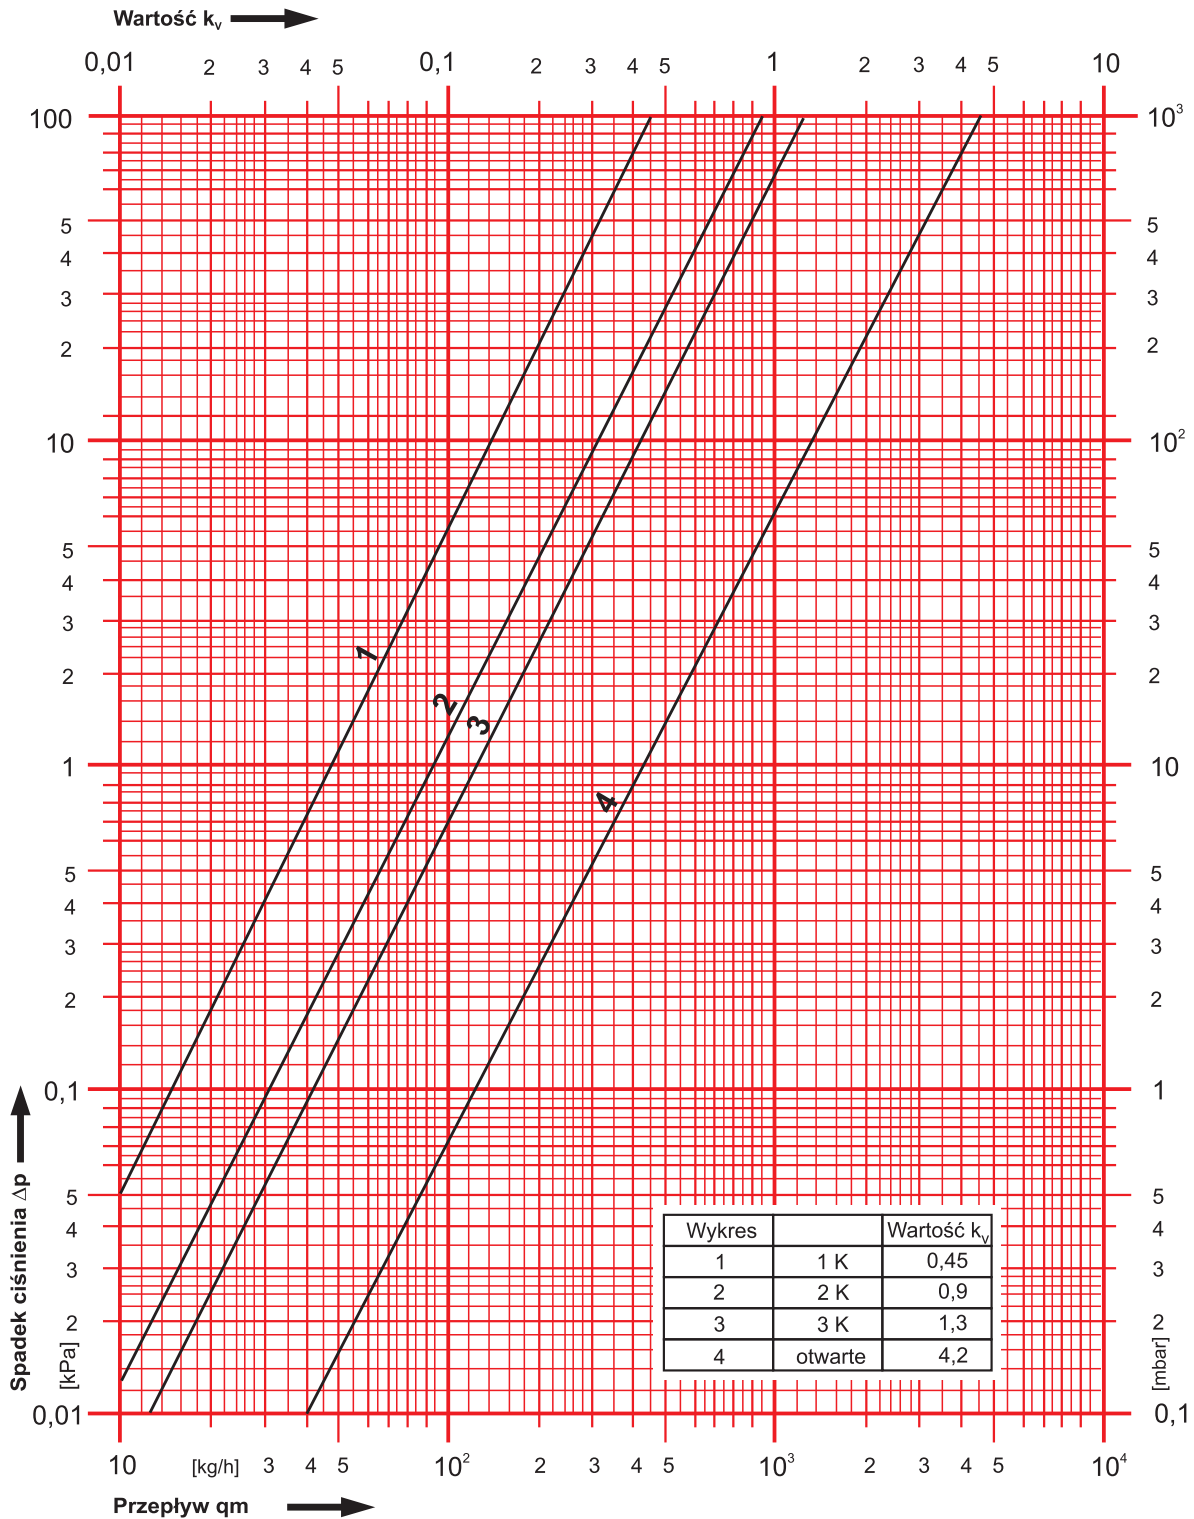 Wartość kv
0,01 2 3 4 5 0,1 2 3 4 5 1 2 3 4 5 10
100 10³
5 5
4 4
3 3
2 2
10 10²
5 5
4 4
3 3
2 2
1
2
3
1 10
4
5 5
4 4
3 3
2 2
0,1 1
5 5
4 4
3 3
2 2
0,01 0,1
Spadek ciśnienia Δp
[kPa]
[mbar]
Wykres Wartość kv
1 1 K 0,45
2 2 K 0,9
3 3 K 1,3
4 otwarte 4,2
10 [kg/h] 3 4 5 10² 2 3 4 5 10³ 2 3 4 5 10⁴
Przepływ qm